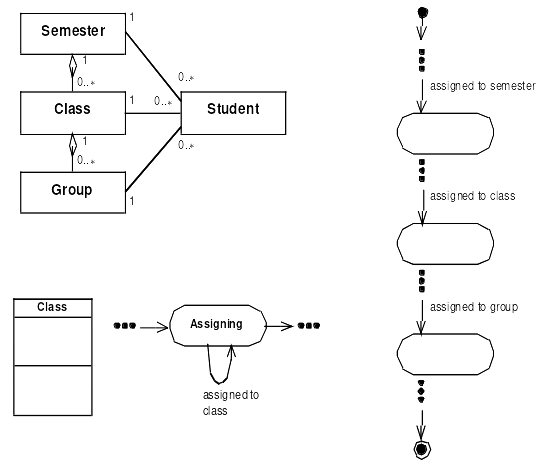 Semester
1
1
0..*
0..*
Class
1
0..*
Student
1
0..*
0..*
Group
1
assigned to semester
assigned to class
assigned to group
Class
Assigning
assigned to
class